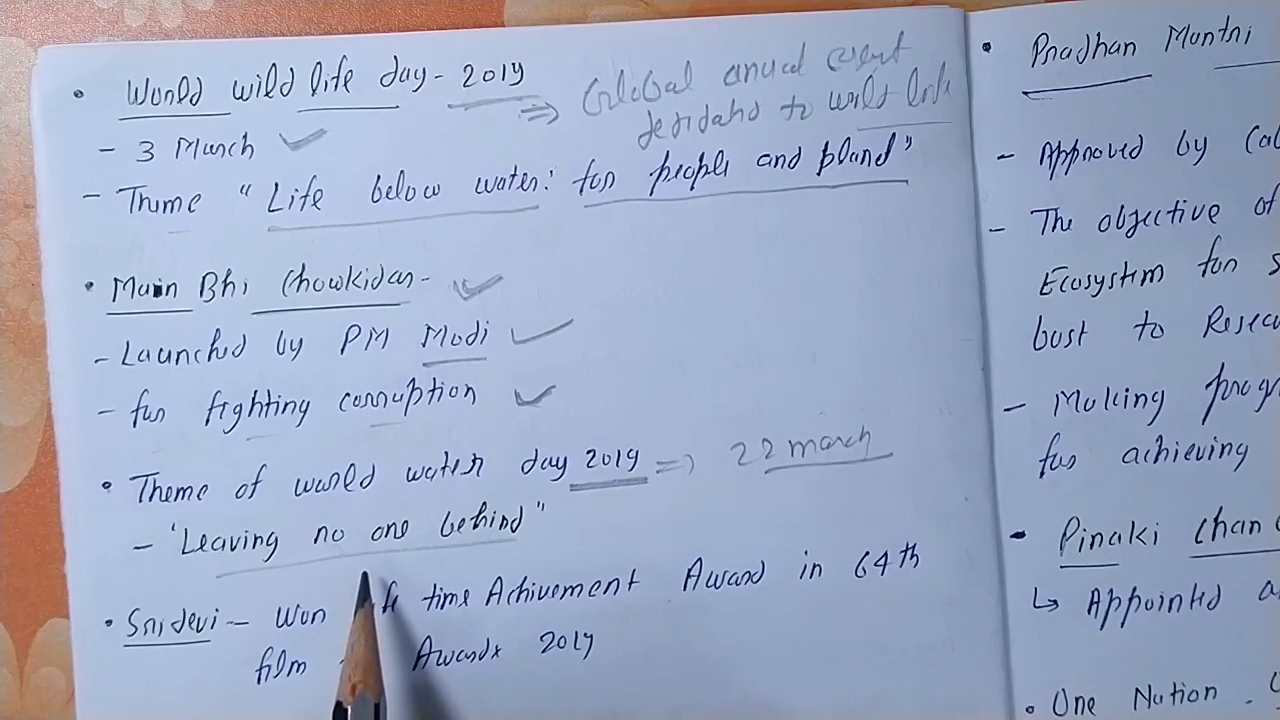 • World wild life day - 2019 ⇒ Global anual event
dedidated to wild life
- 3 March ✓
- Theme "Life below water: for people and pland"
• Main Bhi Chowkidar - ✓
- Launched by PM Modi ✓
- for fighting corruption ✓
• Theme of world water day 2019 ⇒ 22 march
- 'Leaving no one behind"
• Sridevi - Won time Achivement Award in 64th
film Awards 2019
• Pradhan Mantri
- Approved by
- The objective of
Ecosystem for
bust to
- Making
for achieving
• Pinaki Chan
↳ Appointed
• One Nation -